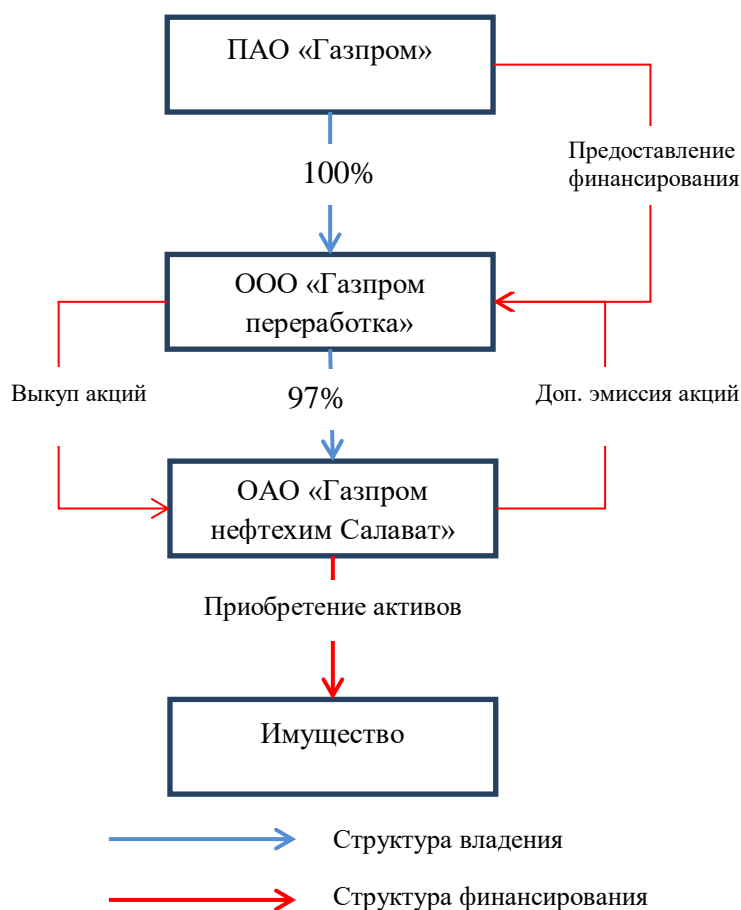 ПАО «Газпром»
100%
Предоставление
финансирования
ООО «Газпром
переработка»
Выкуп акций
97%
Доп. эмиссия акций
ОАО «Газпром
нефтехим Салават»
Приобретение активов
Имущество
Структура владения
Структура финансирования